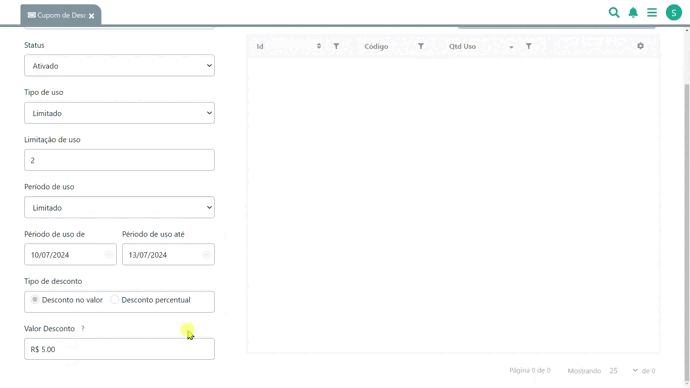 Cupom de Desc
S
Status
Ativado
Tipo de uso
Limitado
Limitação de uso
2
Período de uso
Limitado
Périodo de uso de
Périodo de uso até
10/07/2024
13/07/2024
Tipo de desconto
Desconto no valor
Desconto percentual
Valor Desconto ?
R$ 5.00
Id
Código
Qtd Uso
Página 0 de 0
Mostrando 25 de 0